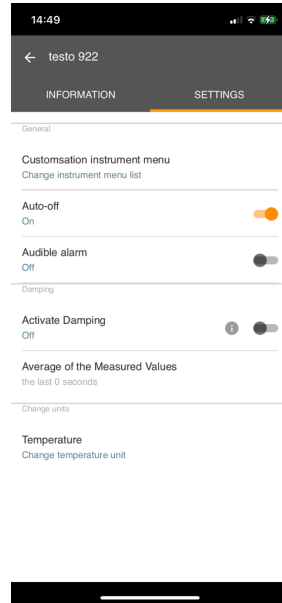 14:49
testo 922
INFORMATION SETTINGS
General
Customsation instrument menu
Change instrument menu list
Auto-off
On
Audible alarm
Off
Damping
Activate Damping
Off
Average of the Measured Values
the last 0 seconds
Change units
Temperature
Change temperature unit